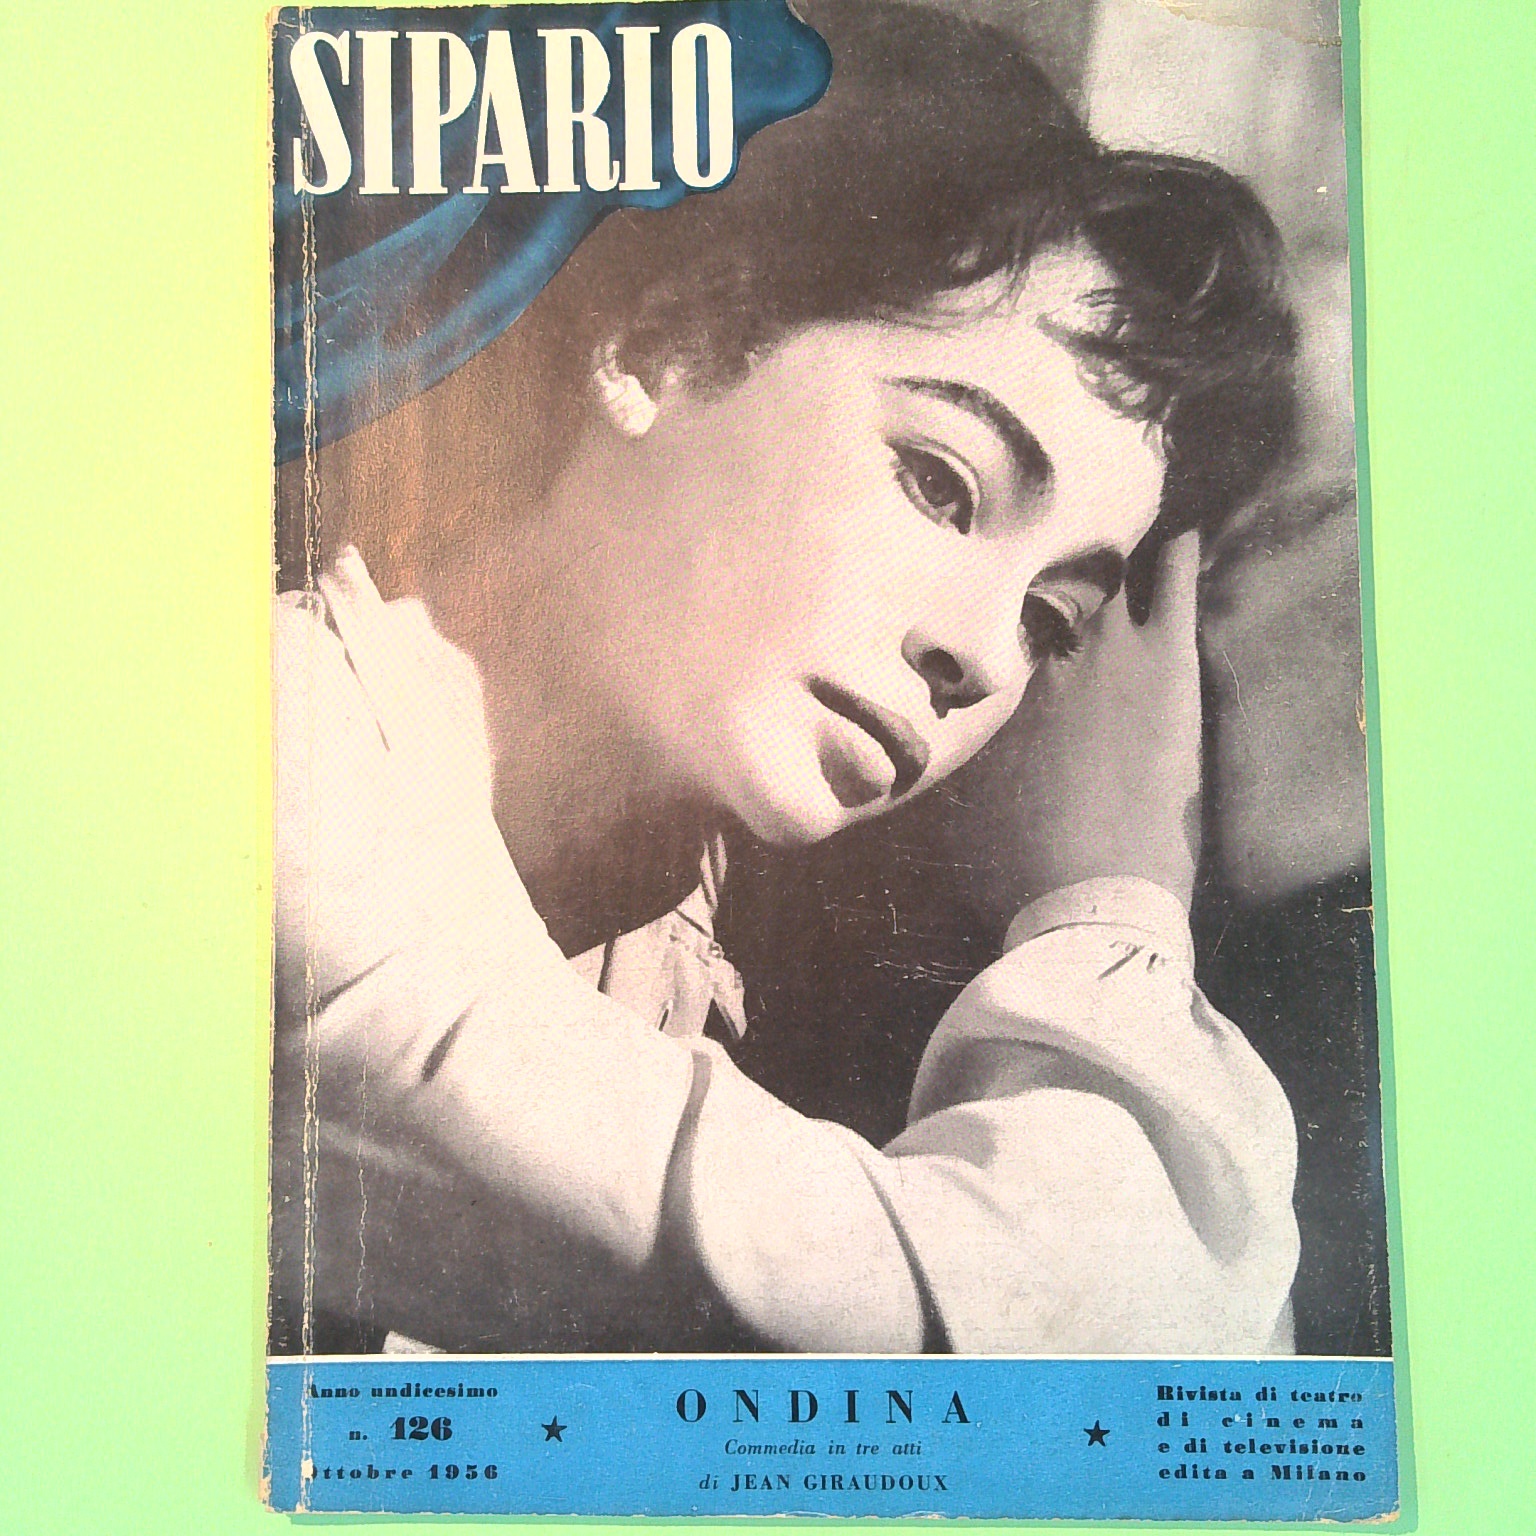 SIPARIO
Anno undicesimo
n. 126
Ottobre 1956
★
ONDINA
Commedia in tre atti
di JEAN GIRAUDOUX
★
Rivista di teatro
di cinema
e di televisione
edita a Milano